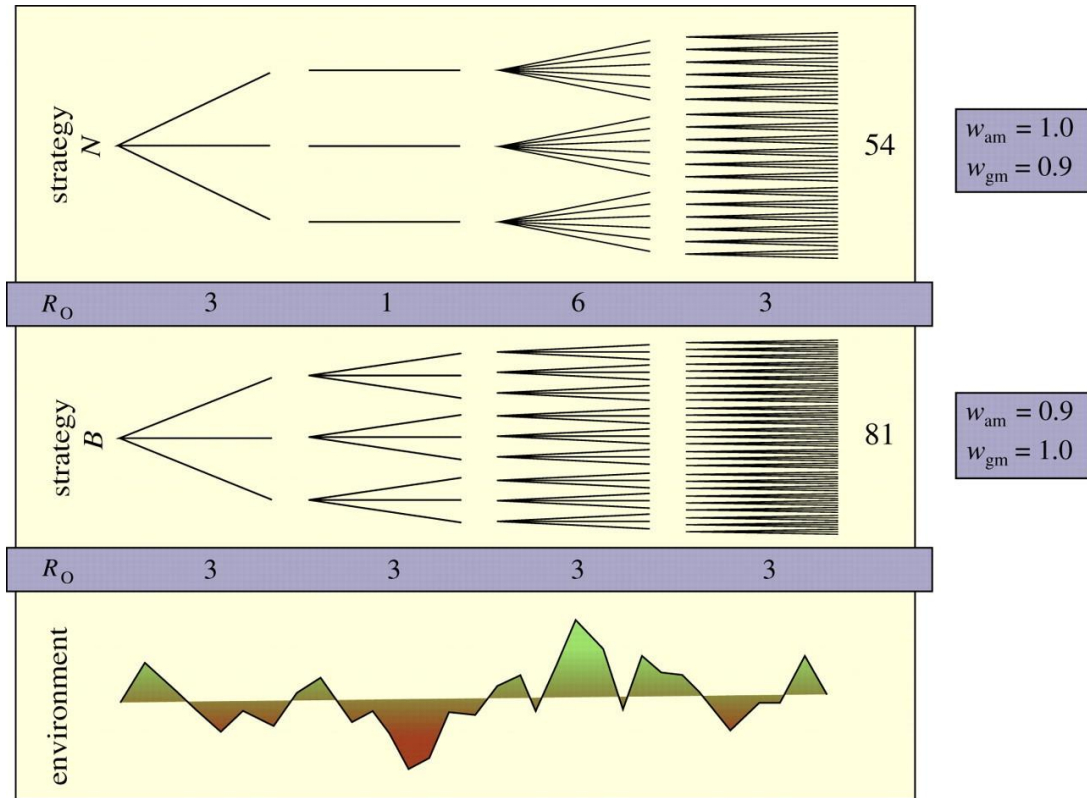 strategy
N
54
w_am = 1.0
w_gm = 0.9
R_O 3 1 6 3
strategy
B
81
w_am = 0.9
w_gm = 1.0
R_O 3 3 3 3
environment